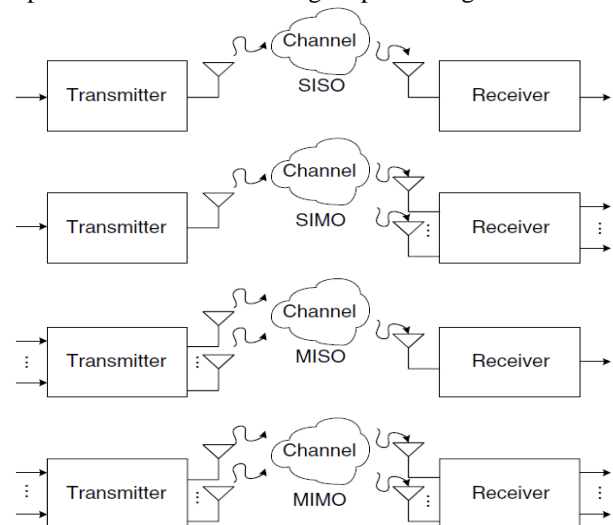 Channel
SISO
Transmitter
Receiver
Channel
SIMO
Transmitter
Receiver
Channel
MISO
Transmitter
Receiver
Channel
MIMO
Transmitter
Receiver